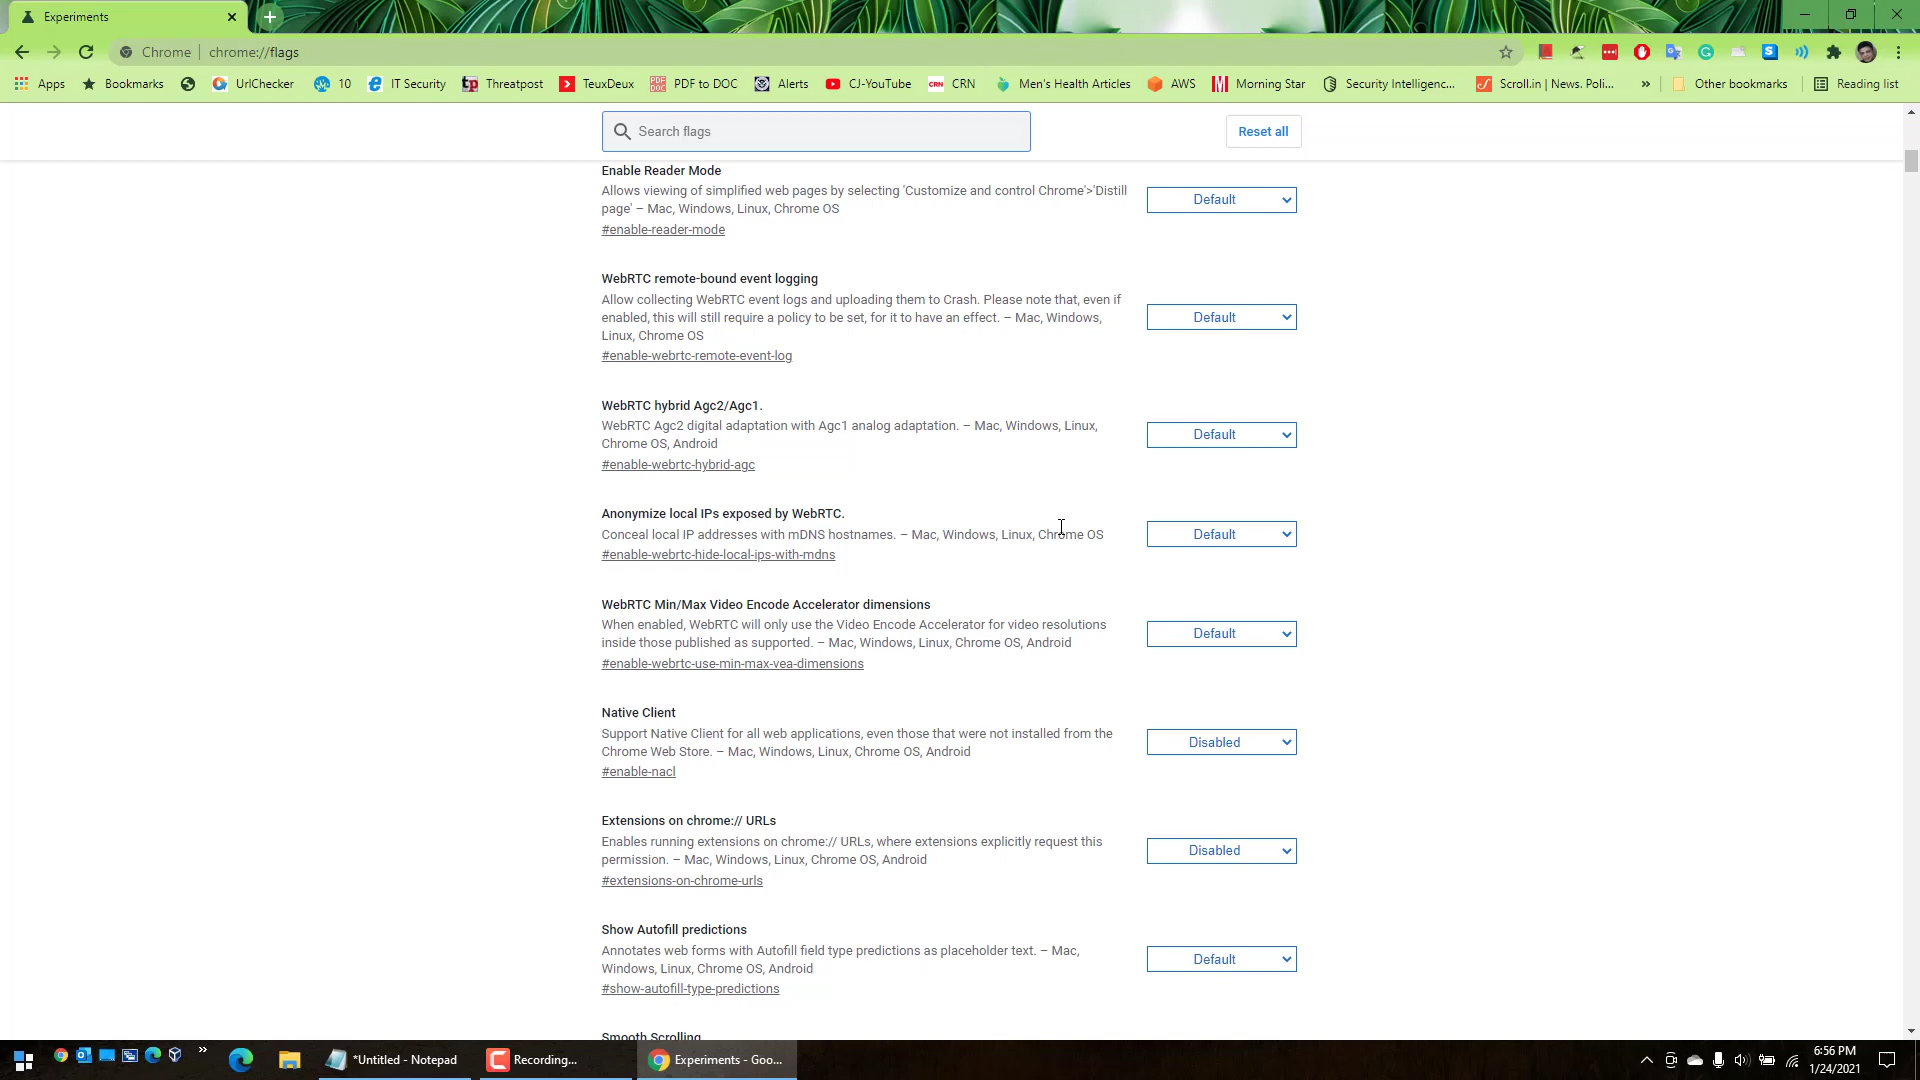 Experiments
Chrome
chrome://flags
Apps
Bookmarks
UrlChecker
10
IT Security
tp
Threatpost
TeuxDeux
PDF to DOC
Alerts
CJ-YouTube
CRN
CRN
Men's Health Articles
AWS
Morning Star
Security Intelligenc...
Scroll.in | News. Poli...
»
Other bookmarks
Reading list
Search flags
Reset all
Enable Reader Mode
Allows viewing of simplified web pages by selecting 'Customize and control Chrome'>'Distill
page' – Mac, Windows, Linux, Chrome OS
#enable-reader-mode
Default
WebRTC remote-bound event logging
Allow collecting WebRTC event logs and uploading them to Crash. Please note that, even if
enabled, this will still require a policy to be set, for it to have an effect. – Mac, Windows,
Linux, Chrome OS
#enable-webrtc-remote-event-log
Default
WebRTC hybrid Agc2/Agc1.
WebRTC Agc2 digital adaptation with Agc1 analog adaptation. – Mac, Windows, Linux,
Chrome OS, Android
#enable-webrtc-hybrid-agc
Default
Anonymize local IPs exposed by WebRTC.
Conceal local IP addresses with mDNS hostnames. – Mac, Windows, Linux, Chrome OS
#enable-webrtc-hide-local-ips-with-mdns
Default
WebRTC Min/Max Video Encode Accelerator dimensions
When enabled, WebRTC will only use the Video Encode Accelerator for video resolutions
inside those published as supported. – Mac, Windows, Linux, Chrome OS, Android
#enable-webrtc-use-min-max-vea-dimensions
Default
Native Client
Support Native Client for all web applications, even those that were not installed from the
Chrome Web Store. – Mac, Windows, Linux, Chrome OS, Android
#enable-nacl
Disabled
Extensions on chrome:// URLs
Enables running extensions on chrome:// URLs, where extensions explicitly request this
permission. – Mac, Windows, Linux, Chrome OS, Android
#extensions-on-chrome-urls
Disabled
Show Autofill predictions
Annotates web forms with Autofill field type predictions as placeholder text. – Mac,
Windows, Linux, Chrome OS, Android
#show-autofill-type-predictions
Default
Smooth Scrolling
»
*Untitled - Notepad
Recording...
Experiments - Goo...
6:56 PM
1/24/2021